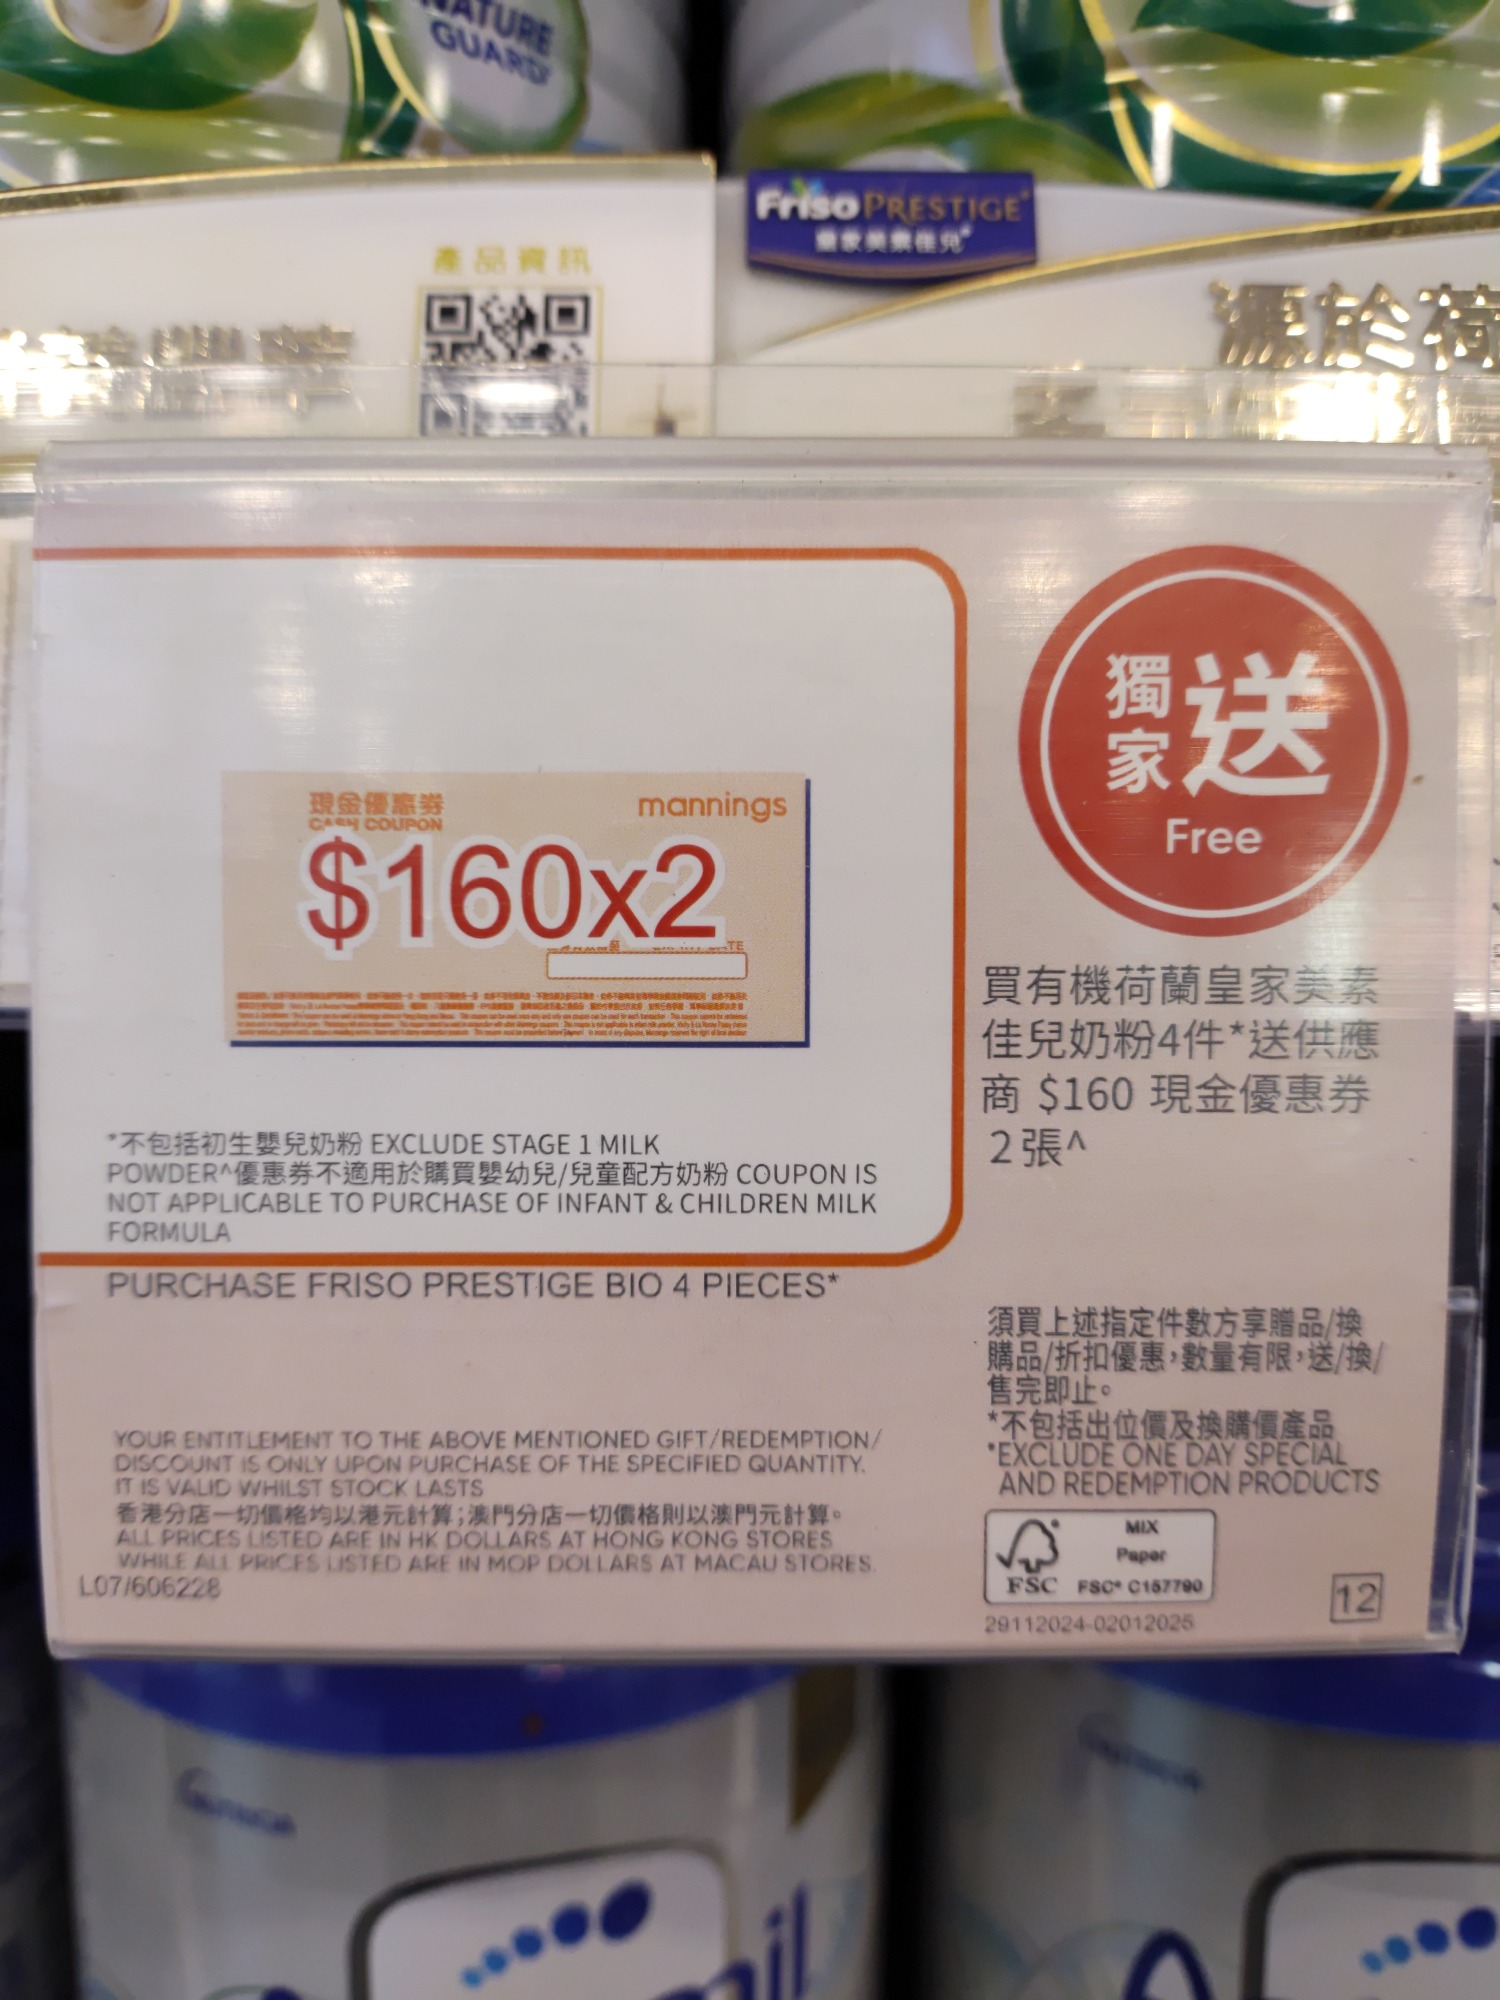 NATURE
GUARD
Friso PRESTIGE
皇家美素佳兒
產品資訊
源於荷
獨家送
Free
現金優惠券
CASH COUPON
mannings
$160x2
買有機荷蘭皇家美素
佳兒奶粉4件*送供應
商 $160 現金優惠券
2張^
*不包括初生嬰兒奶粉 EXCLUDE STAGE 1 MILK
POWDER^優惠券不適用於購買嬰幼兒/兒童配方奶粉 COUPON IS
NOT APPLICABLE TO PURCHASE OF INFANT & CHILDREN MILK
FORMULA
PURCHASE FRISO PRESTIGE BIO 4 PIECES*
須買上述指定件數方享贈品/換
購品/折扣優惠，數量有限，送/換/
售完即止。
*不包括出位價及換購價產品
*EXCLUDE ONE DAY SPECIAL
AND REDEMPTION PRODUCTS
YOUR ENTITLEMENT TO THE ABOVE MENTIONED GIFT/REDEMPTION/
DISCOUNT IS ONLY UPON PURCHASE OF THE SPECIFIED QUANTITY.
IT IS VALID WHILST STOCK LASTS
香港分店一切價格均以港元計算；澳門分店一切價格則以澳門元計算。
ALL PRICES LISTED ARE IN HK DOLLARS AT HONG KONG STORES
WHILE ALL PRICES LISTED ARE IN MOP DOLLARS AT MACAU STORES.
L07/606228
MIX
Paper
FSC
FSC® C157790
29112024-02012025
12
NUTRICIA